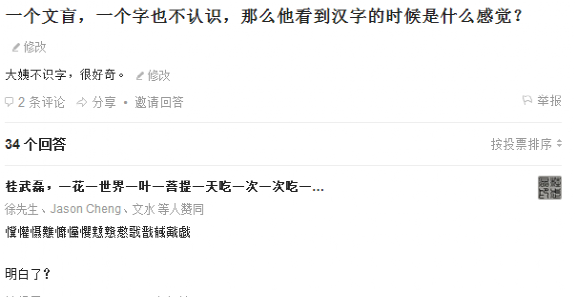 一个文盲，一个字也不认识，那么他看到汉字的时候是什么感觉？
修改
大姨不识字，很好奇。 修改
2 条评论 分享 • 邀请回答 举报
34 个回答 按投票排序
桂武磊，一花一世界一叶一菩提一天吃一次一次吃一...
徐先生、Jason Cheng、文水 等人赞同
明白了？